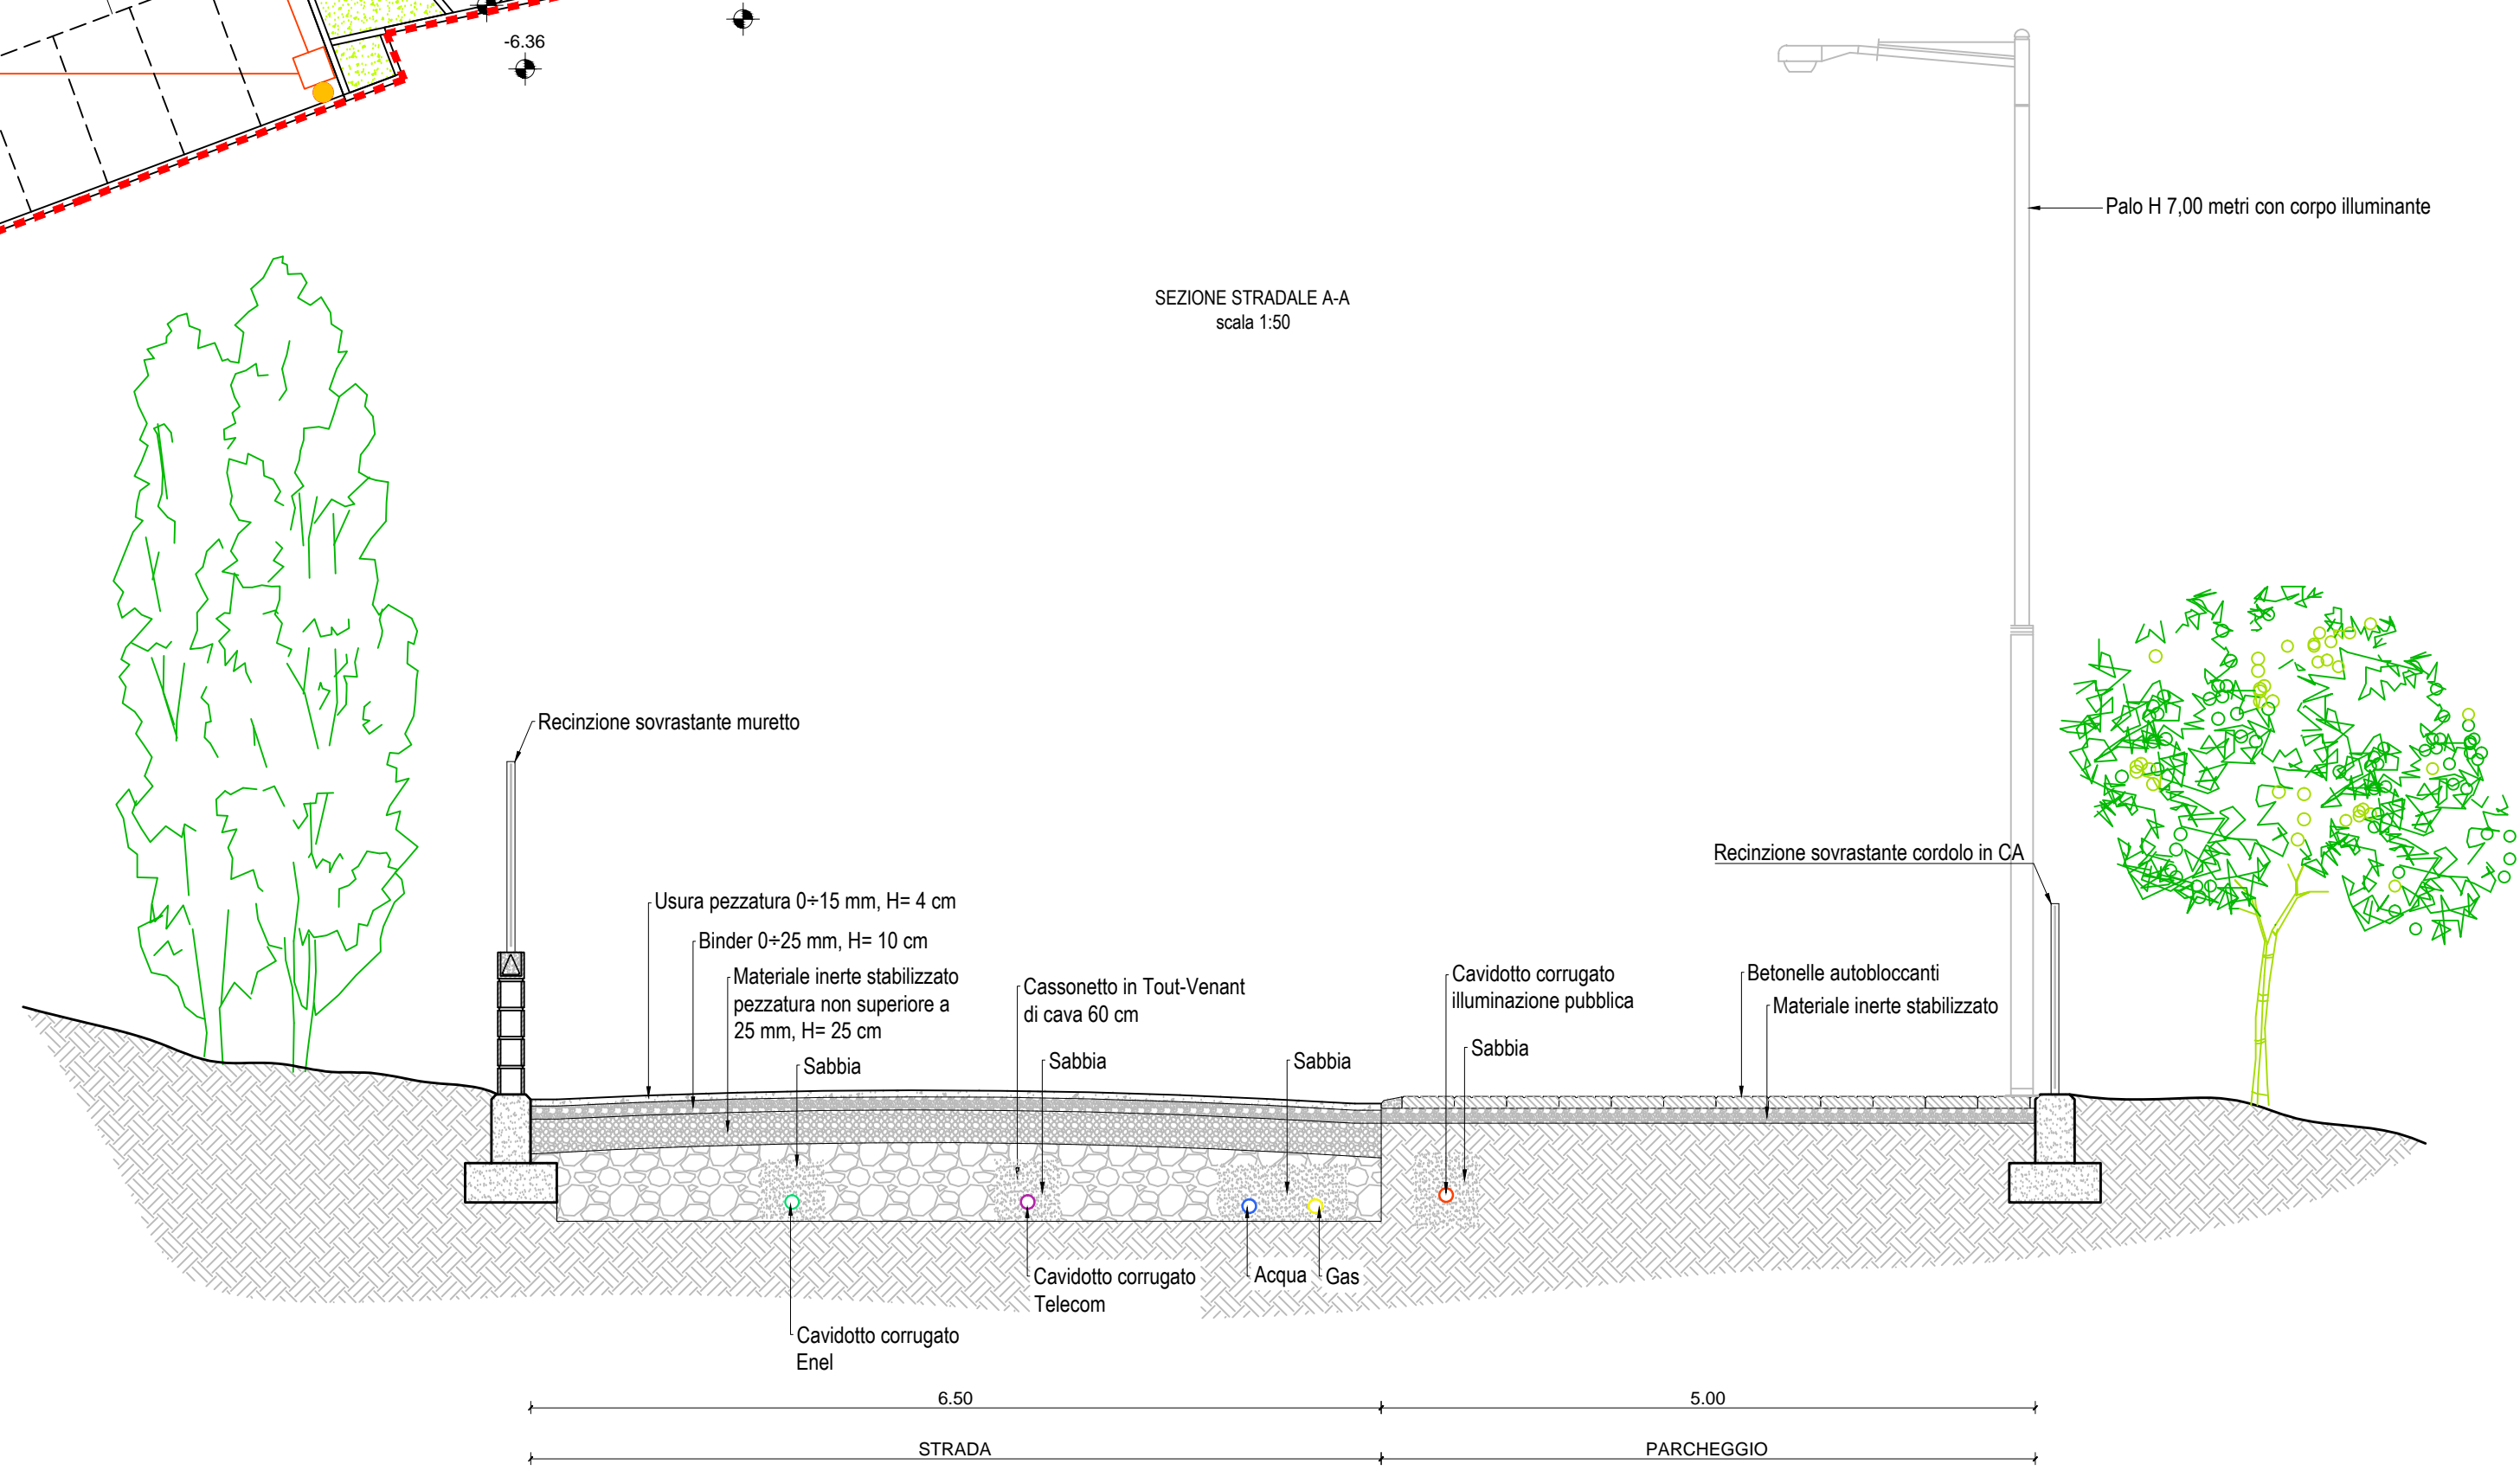 -6.36
Palo H 7,00 metri con corpo illuminante
SEZIONE STRADALE A-A
scala 1:50
Recinzione sovrastante muretto
Recinzione sovrastante cordolo in CA
Usura pezzatura 0÷15 mm, H= 4 cm
Binder 0÷25 mm, H= 10 cm
Materiale inerte stabilizzato
pezzatura non superiore a
25 mm, H= 25 cm
Sabbia
Cassonetto in Tout-Venant
di cava 60 cm
Sabbia
Sabbia
Cavidotto corrugato
illuminazione pubblica
Sabbia
Betonelle autobloccanti
Materiale inerte stabilizzato
Cavidotto corrugato
Telecom
Acqua
Gas
Cavidotto corrugato
Enel
6.50
5.00
STRADA
PARCHEGGIO